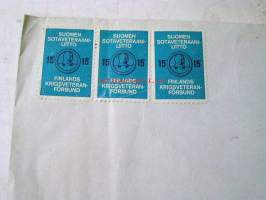 SUOMEN
SOTAVETERAANI-
LIITTO
15 15
FINLANDS
KRIGSVETERAN-
FÖRBUND
SUOMEN
SOTAVETERAANI-
LIITTO
15 15
FINLANDS
KRIGSVETERAN-
FÖRBUND
SUOMEN
SOTAVETERAANI-
LIITTO
15 15
FINLANDS
KRIGSVETERAN-
FÖRBUND